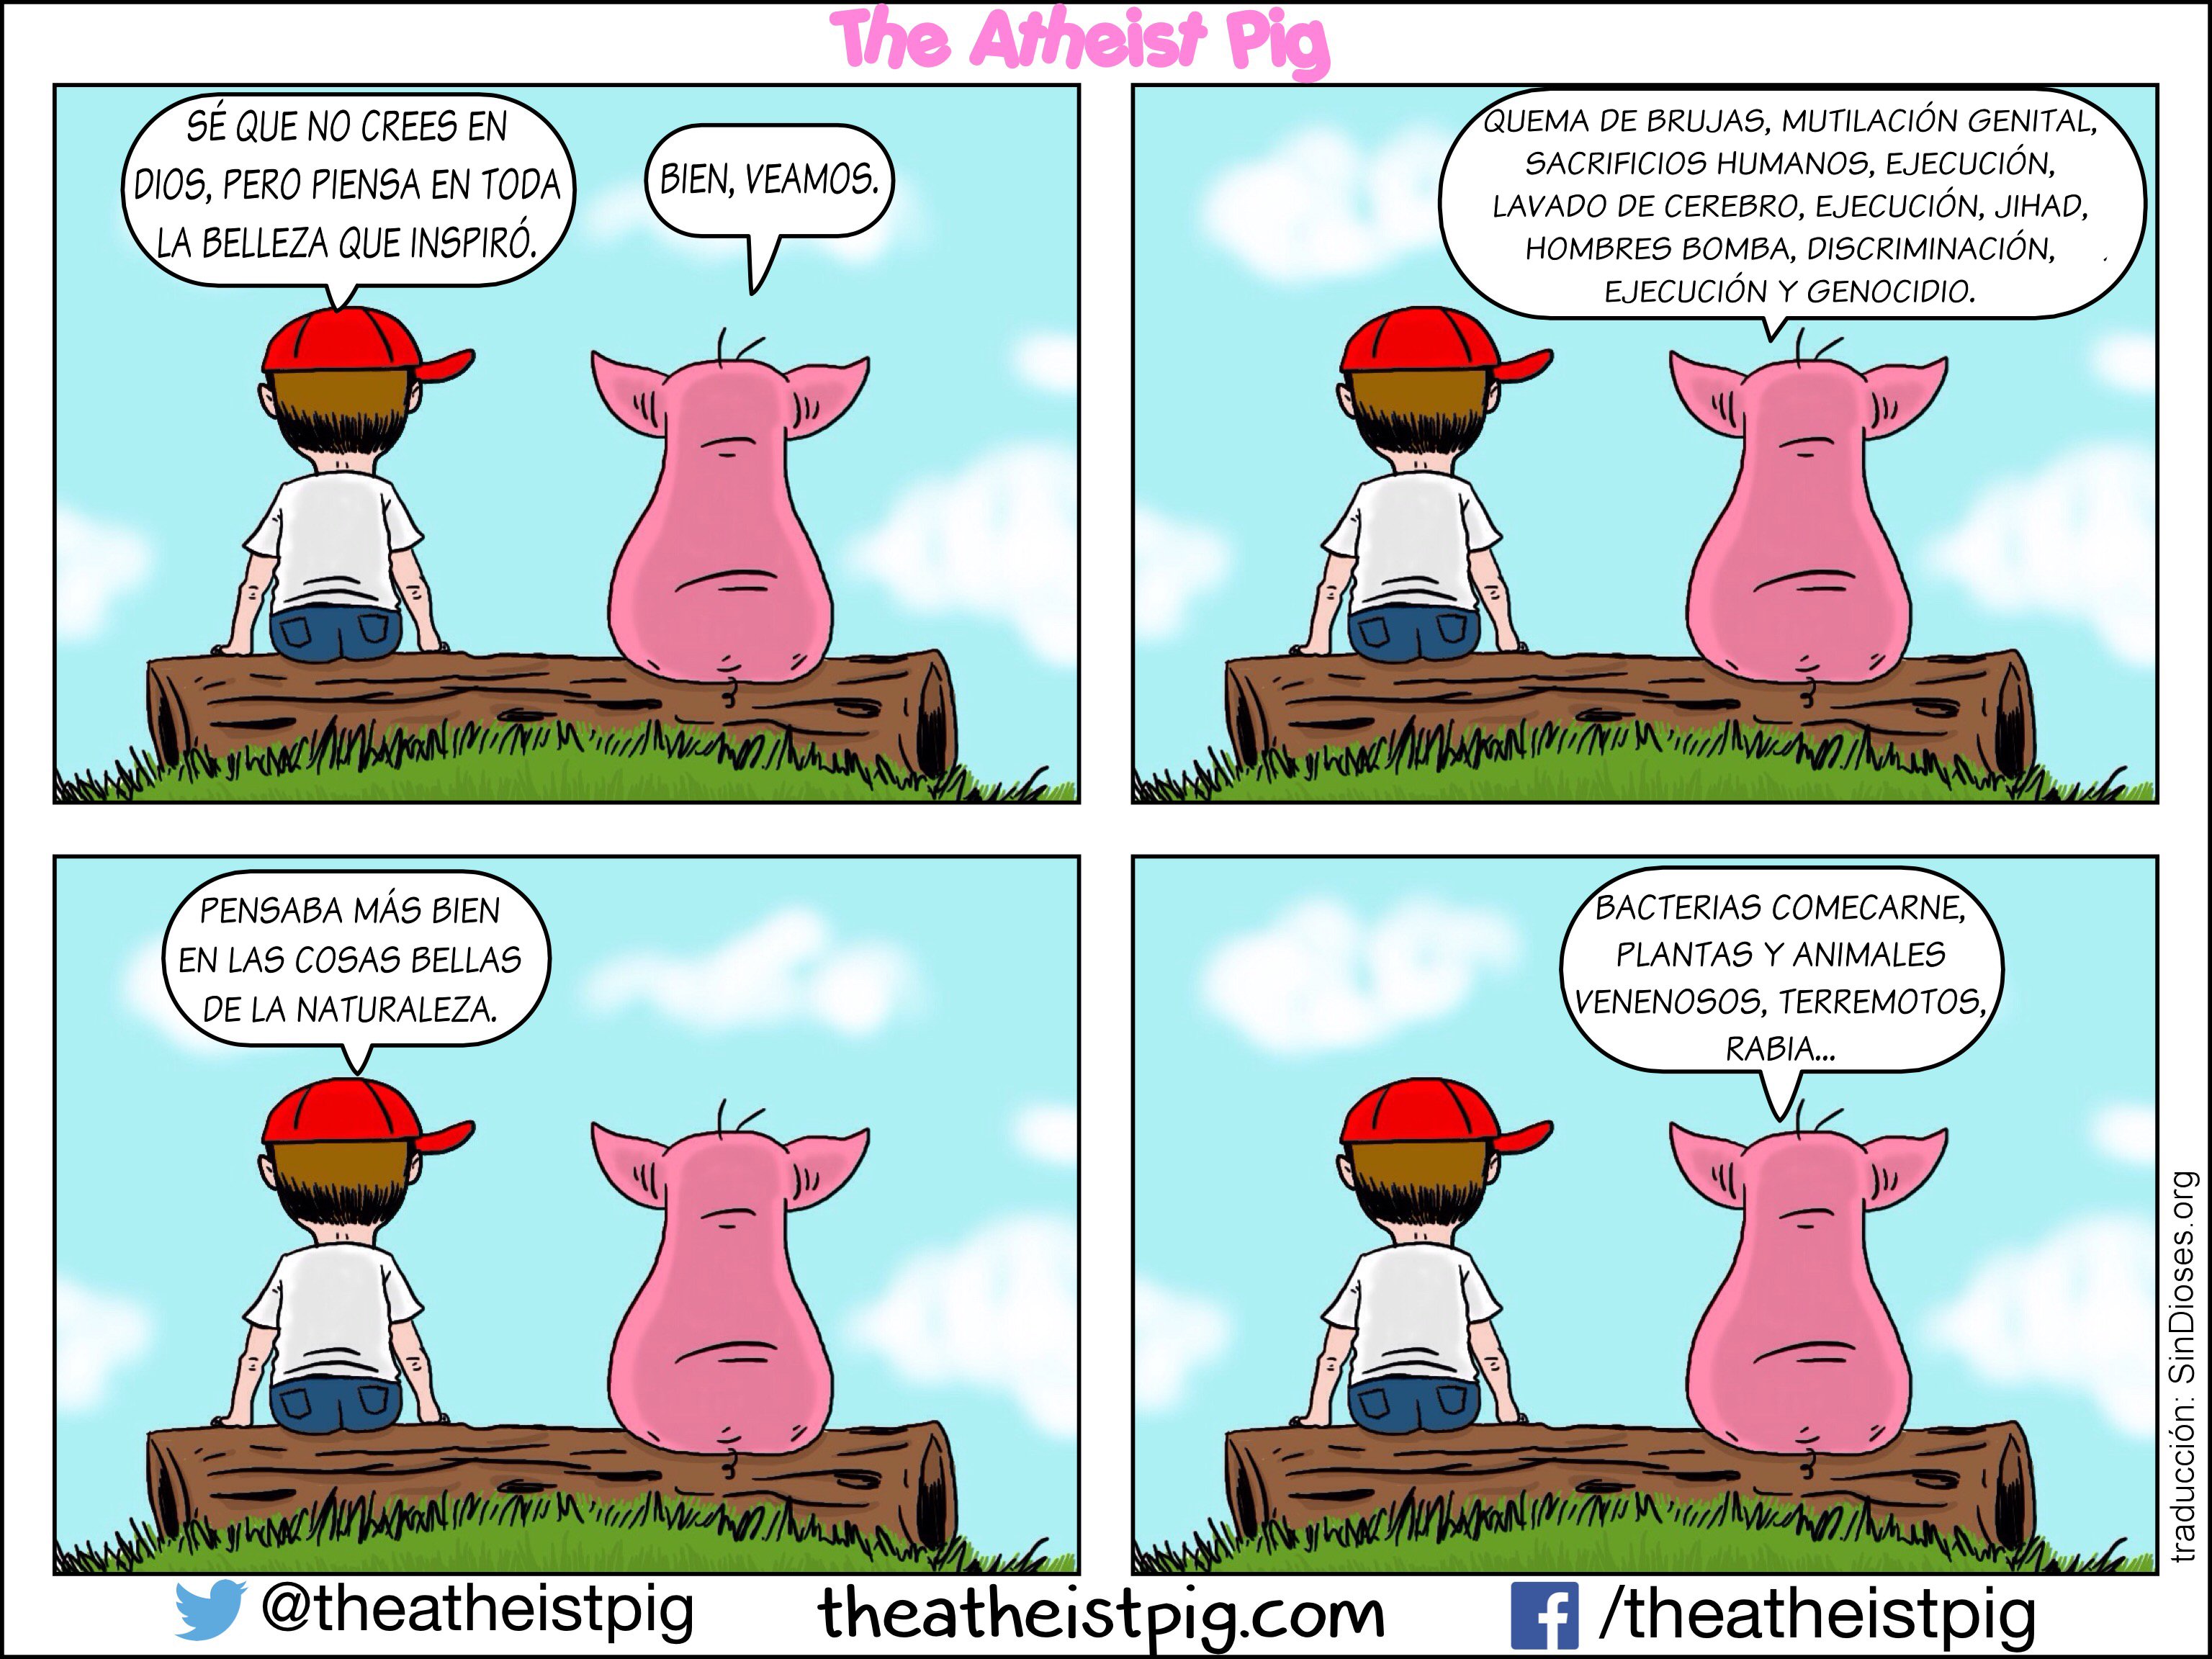 The Atheist Pig
SÉ QUE NO CREES EN
DIOS, PERO PIENSA EN TODA
LA BELLEZA QUE INSPIRÓ.
BIEN, VEAMOS.
QUEMA DE BRUJAS, MUTILACIÓN GENITAL,
SACRIFICIOS HUMANOS, EJECUCIÓN,
LAVADO DE CEREBRO, EJECUCIÓN, JIHAD,
HOMBRES BOMBA, DISCRIMINACIÓN,
EJECUCIÓN Y GENOCIDIO.
PENSABA MÁS BIEN
EN LAS COSAS BELLAS
DE LA NATURALEZA.
BACTERIAS COMECARNE,
PLANTAS Y ANIMALES
VENENOSOS, TERREMOTOS,
RABIA...
traducción: SinDioses.org
@theatheistpig
theatheistpig.com
/theatheistpig